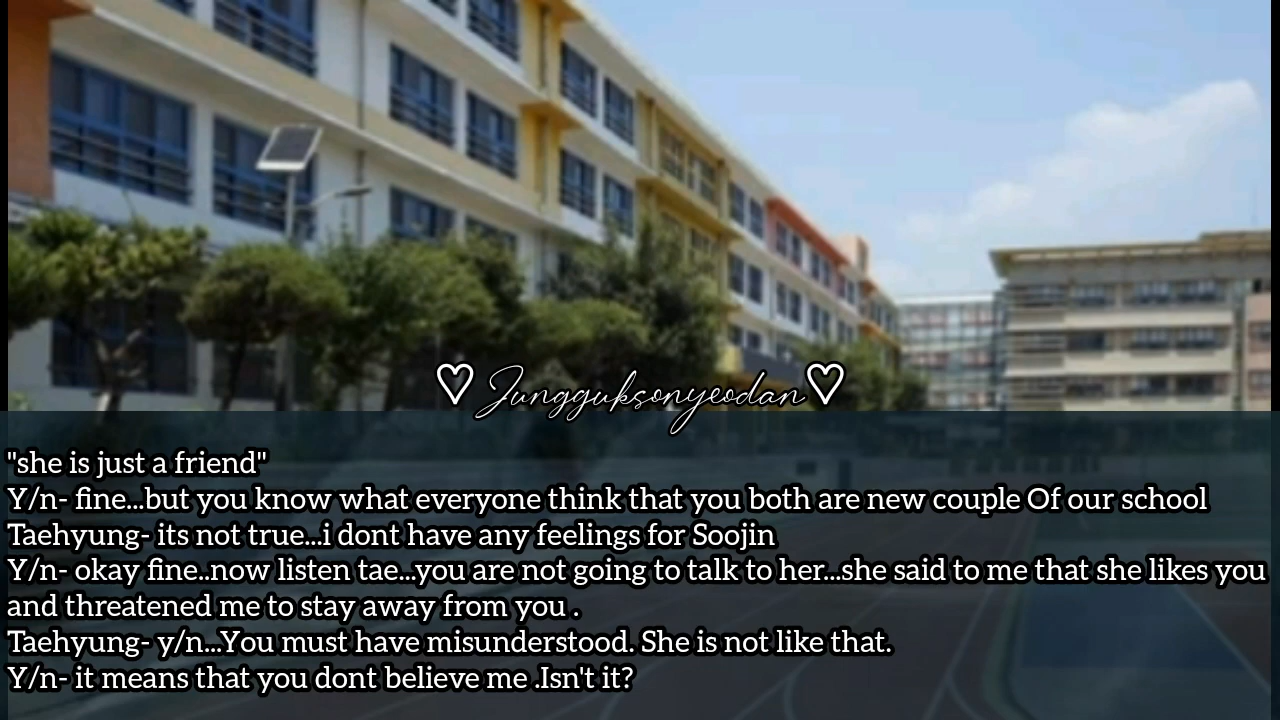 ♡Jungguksonyeodan♡
"she is just a friend"
Y/n- fine...but you know what everyone think that you both are new couple Of our school
Taehyung- its not true...i dont have any feelings for Soojin
Y/n- okay fine..now listen tae...you are not going to talk to her...she said to me that she likes you
and threatened me to stay away from you .
Taehyung- y/n...You must have misunderstood. She is not like that.
Y/n- it means that you dont believe me .Isn't it?